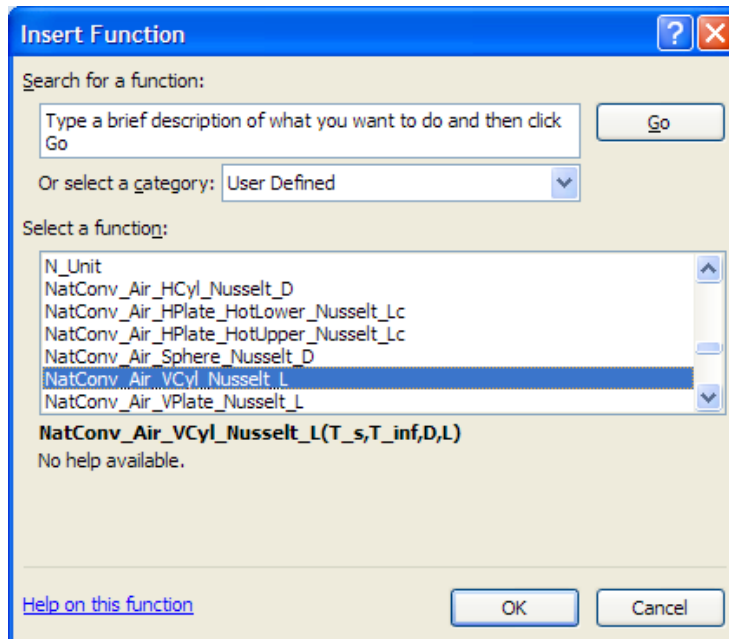 Insert Function
Search for a function:
Type a brief description of what you want to do and then click
Go
Go
Or select a category: User Defined
Select a function:
N_Unit
NatConv_Air_HCyl_Nusselt_D
NatConv_Air_HPlate_HotLower_Nusselt_Lc
NatConv_Air_HPlate_HotUpper_Nusselt_Lc
NatConv_Air_Sphere_Nusselt_D
NatConv_Air_VCyl_Nusselt_L
NatConv_Air_VPlate_Nusselt_L
NatConv_Air_VCyl_Nusselt_L(T_s,T_inf,D,L)
No help available.
Help on this function
OK
Cancel